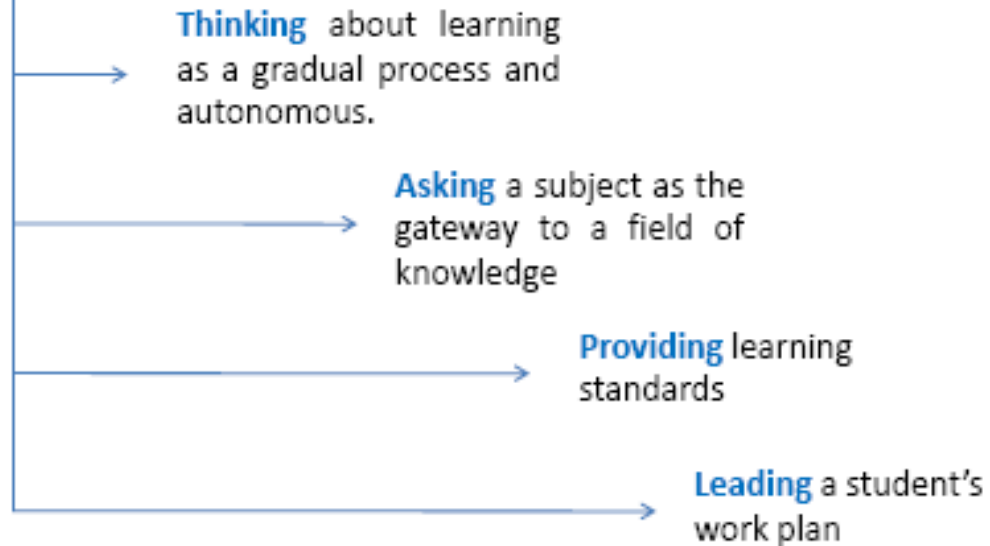 Thinking about learning
as a gradual process and
autonomous.
Asking a subject as the
gateway to a field of
knowledge
Providing learning
standards
Leading a student's
work plan